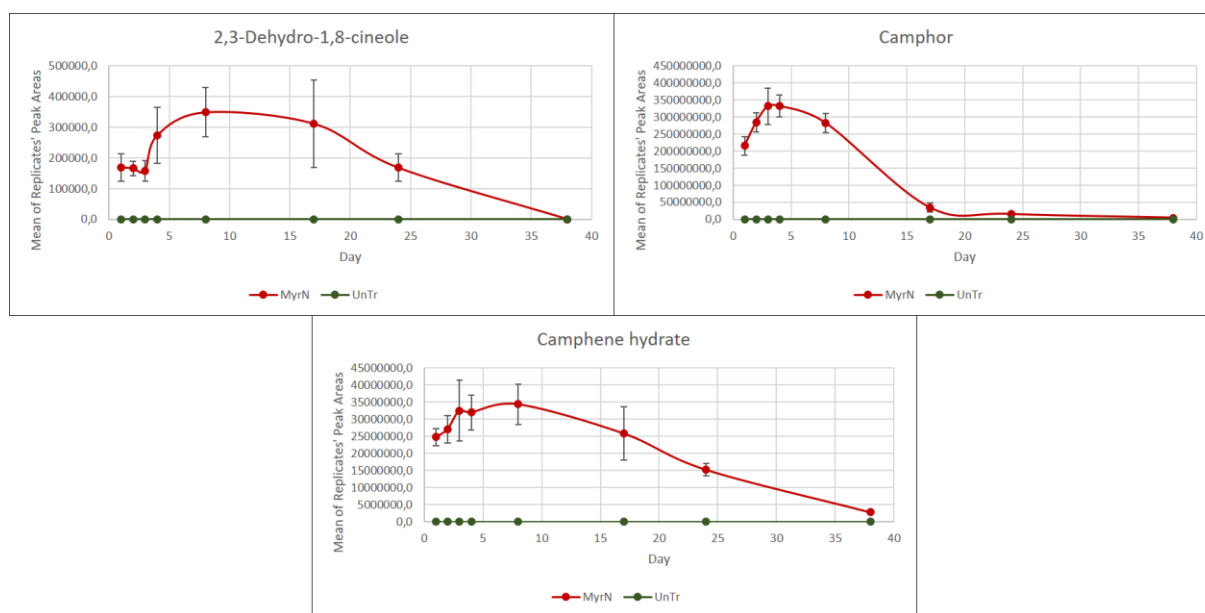 2,3-Dehydro-1,8-cineole
Mean of Replicates' Peak Areas
500000,0
400000,0
300000,0
200000,0
100000,0
0,0
0 5 10 15 20 25 30 35 40
Day
MyrN UnTr
Camphor
Mean of Replicates' Peak Areas
450000000,0
400000000,0
350000000,0
300000000,0
250000000,0
200000000,0
150000000,0
100000000,0
50000000,0
0,0
0 5 10 15 20 25 30 35 40
Day
MyrN UnTr
Camphene hydrate
Mean of Replicates' Peak Areas
45000000,0
40000000,0
35000000,0
30000000,0
25000000,0
20000000,0
15000000,0
10000000,0
5000000,0
0,0
0 5 10 15 20 25 30 35 40
Day
MyrN UnTr